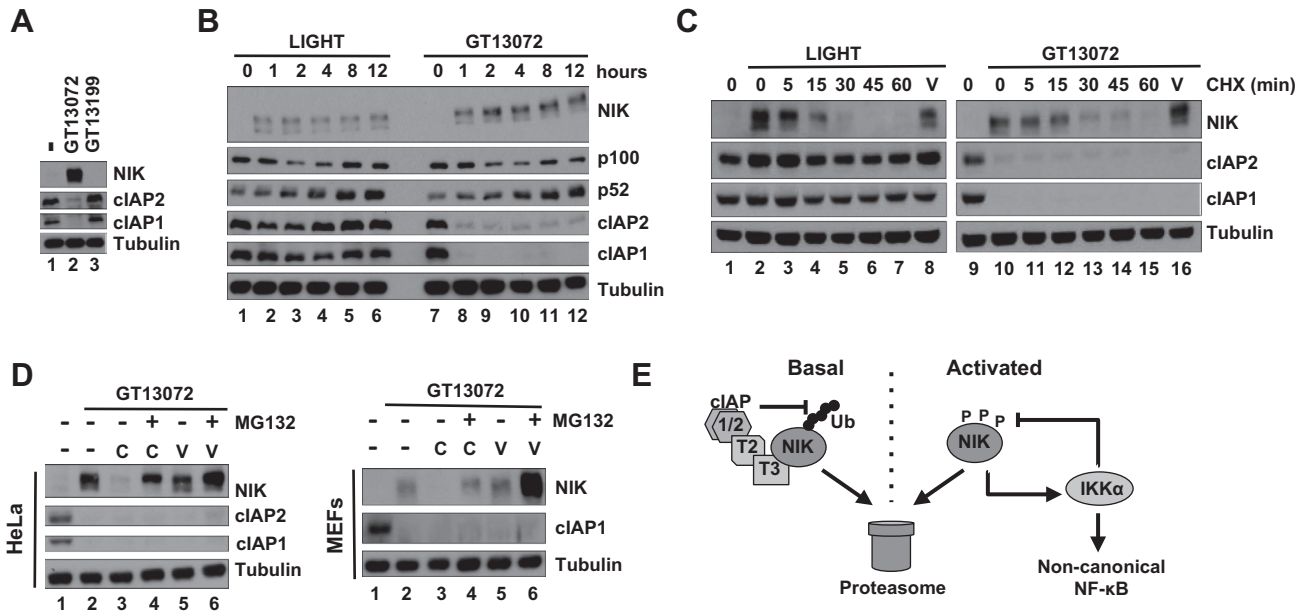 A
-
GT13072
GT13199
NIK
cIAP2
cIAP1
Tubulin
1 2 3
B
LIGHT GT13072
0 1 2 4 8 12 0 1 2 4 8 12 hours
NIK
p100
p52
cIAP2
cIAP1
Tubulin
1 2 3 4 5 6 7 8 9 10 11 12
C
LIGHT GT13072
0 0 5 15 30 45 60 V 0 0 5 15 30 45 60 V CHX (min)
NIK
cIAP2
cIAP1
Tubulin
1 2 3 4 5 6 7 8 9 10 11 12 13 14 15 16
D
GT13072
- - - + - + MG132
- - C C V V
HeLa
NIK
cIAP2
cIAP1
Tubulin
1 2 3 4 5 6
GT13072
- - - + - + MG132
- - C C V V
MEFs
NIK
cIAP1
Tubulin
1 2 3 4 5 6
E
Basal Activated
cIAP
1/2
T2
T3
NIK
Ub
P P P
NIK
IKKα
Proteasome
Non-canonical
NF-κB